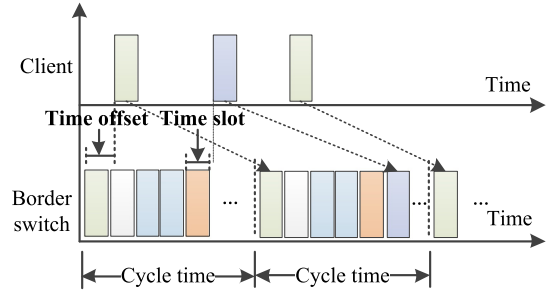 Client
Time
Time offset
Time slot
Border
switch
...
...
...
Time
Cycle time
Cycle time